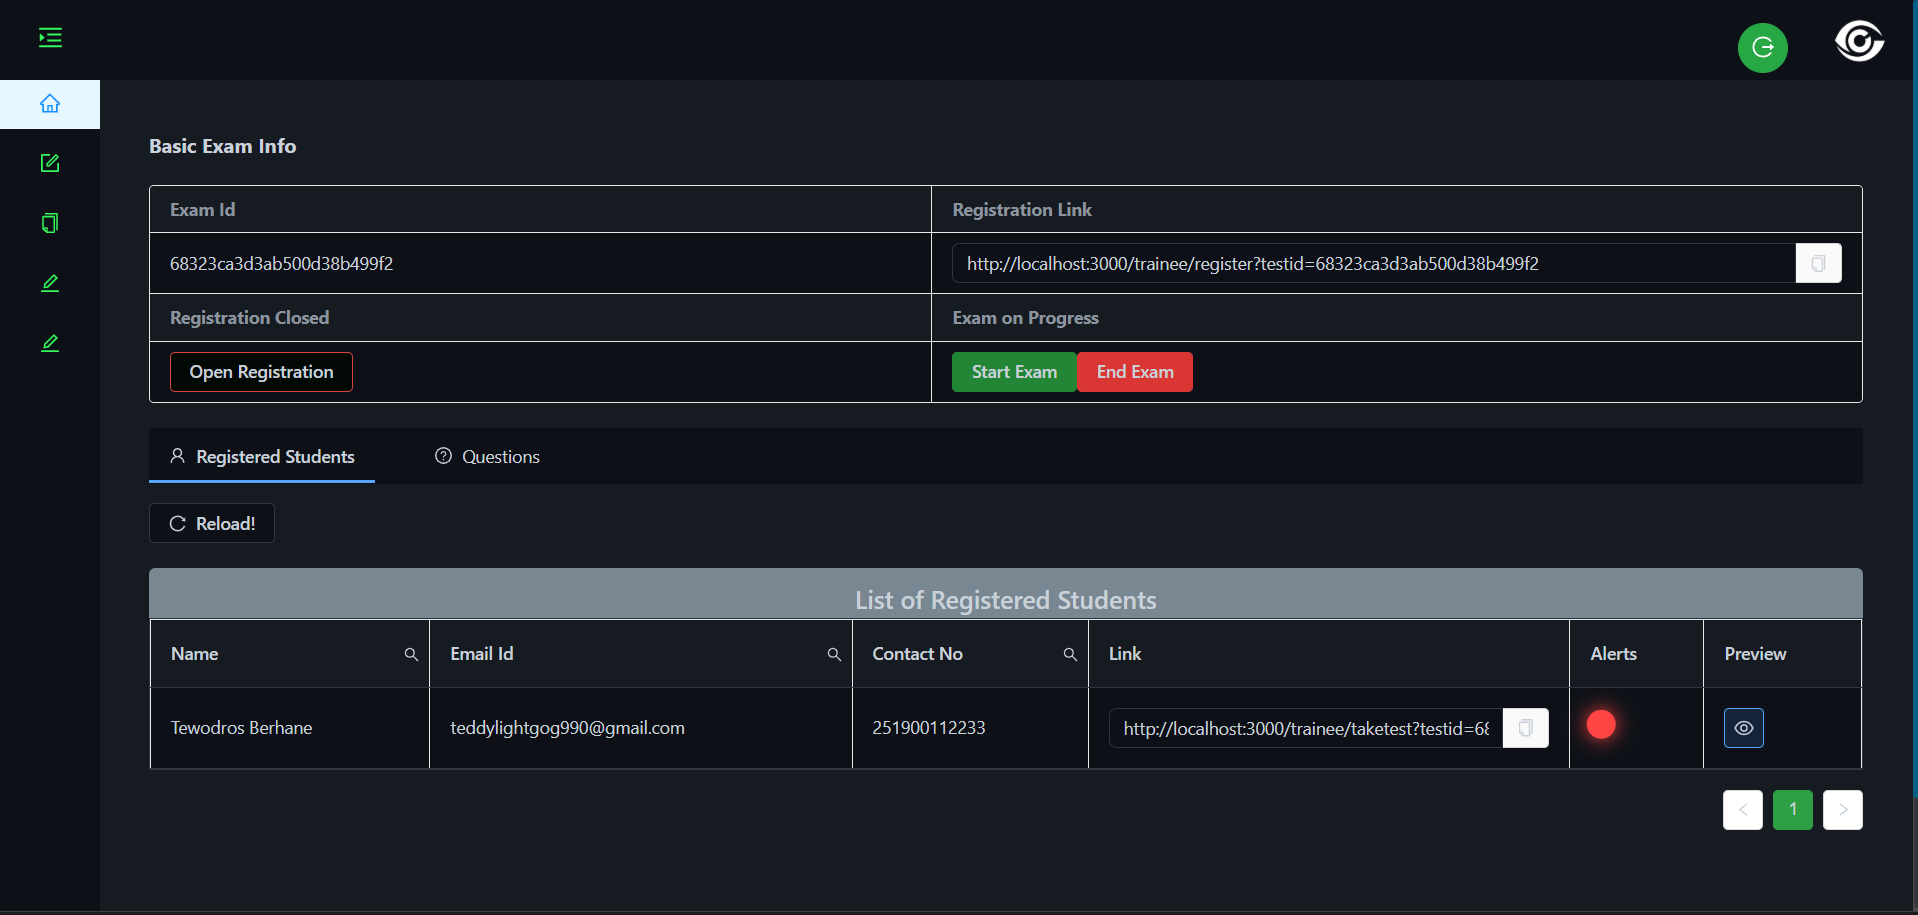 Basic Exam Info
Exam Id
Registration Link
68323ca3d3ab500d38b499f2
http://localhost:3000/trainee/register?testid=68323ca3d3ab500d38b499f2
Registration Closed
Exam on Progress
Open Registration
Start Exam
End Exam
Registered Students
Questions
Reload!
List of Registered Students
Name
Email Id
Contact No
Link
Alerts
Preview
Tewodros Berhane
teddylightgog990@gmail.com
251900112233
http://localhost:3000/trainee/taketest?testid=68
1